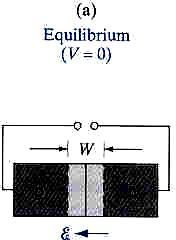 (a)
Equilibrium
(V = 0)
W
ℰ